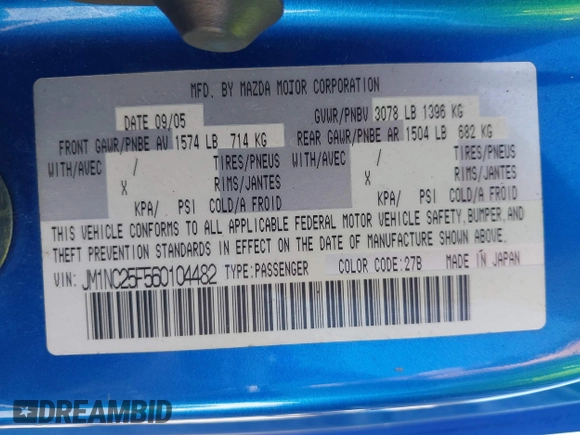 MFD. BY MAZDA MOTOR CORPORATION
DATE 09/05 GVWR/PNBV 3078 LB 1396 KG
FRONT GAWR/PNBE AV 1574 LB 714 KG REAR GAWR/PNBE AR 1504 LB 682 KG
WITH/AVEC / TIRES/PNEUS WITH/AVEC / TIRES/PNEUS
X RIMS/JANTES X RIMS/JANTES
KPA/ PSI COLD/A FROID KPA/ PSI COLD/A FROID
THIS VEHICLE CONFORMS TO ALL APPLICABLE FEDERAL MOTOR VEHICLE SAFETY,BUMPER,AND
THEFT PREVENTION STANDARDS IN EFFECT ON THE DATE OF MANUFACTURE SHOWN ABOVE.
VIN: JM1NC25F560104482 TYPE:PASSENGER COLOR CODE:27B MADE IN JAPAN
DREAMBID